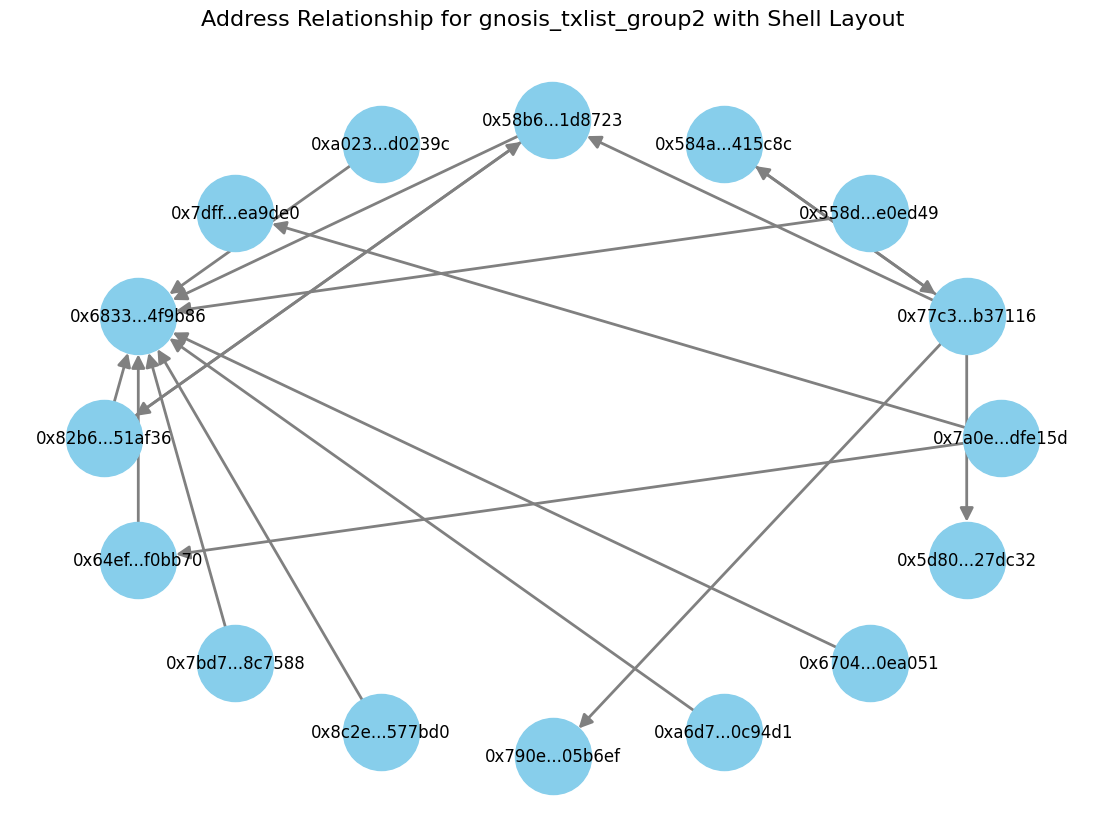 Address Relationship for gnosis_txlist_group2 with Shell Layout
0x58b6...1d8723
0xa023...d0239c
0x584a...415c8c
0x7dff...ea9de0
0x558d...e0ed49
0x6833...4f9b86
0x77c3...b37116
0x82b6...51af36
0x7a0e...dfe15d
0x64ef...f0bb70
0x5d80...27dc32
0x7bd7...8c7588
0x6704...0ea051
0x8c2e...577bd0
0xa6d7...0c94d1
0x790e...05b6ef